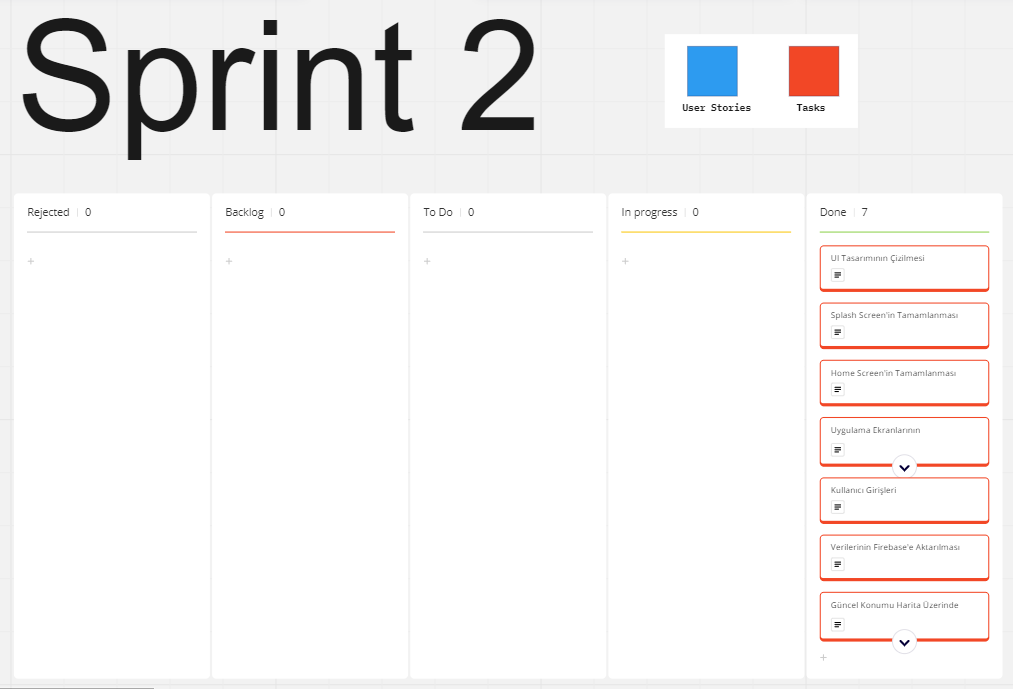 Sprint 2
User Stories
Tasks
Rejected 0
Backlog 0
To Do 0
In progress 0
Done 7
UI Tasarımının Çizilmesi
Splash Screen'in Tamamlanması
Home Screen'in Tamamlanması
Uygulama Ekranlarının
Kullanıcı Girişleri
Verilerinin Firebase'e Aktarılması
Güncel Konumu Harita Üzerinde